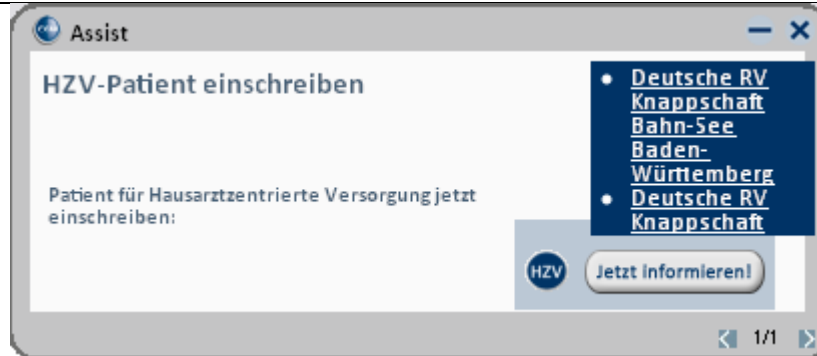 Assist
HZV-Patient einschreiben
Deutsche RV
Knappschaft
Bahn-See
Baden-
Württemberg
Deutsche RV
Knappschaft
Patient für Hausarztzentrierte Versorgung jetzt
einschreiben:
HZV
Jetzt informieren!
1/1